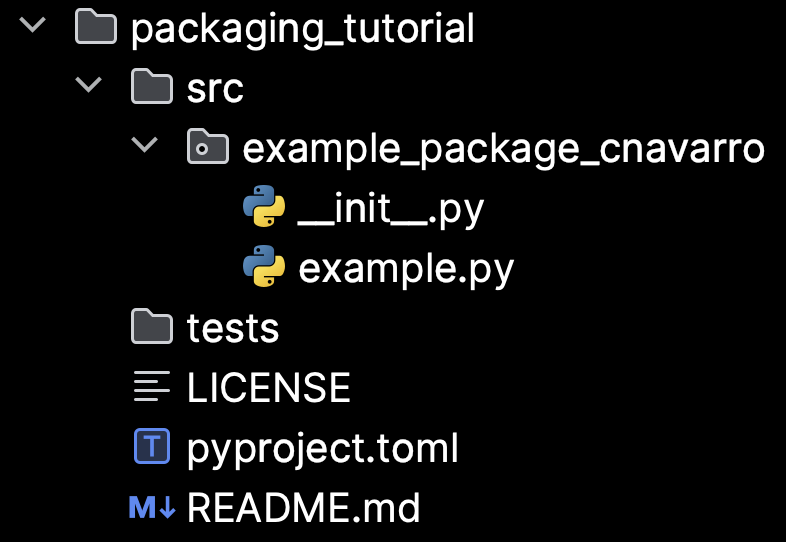 packaging_tutorial
src
example_package_cnavarro
__init__.py
example.py
tests
LICENSE
T pyproject.toml
M↓ README.md